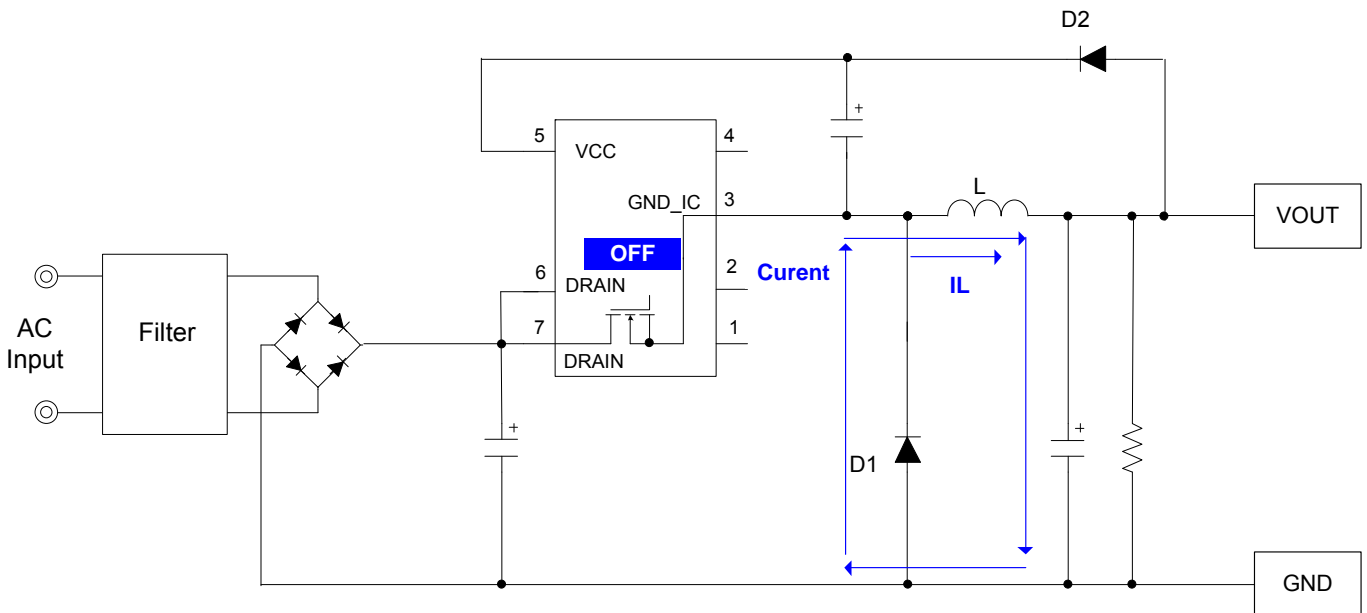 D2
5
4
VCC
GND_IC
3
L
VOUT
OFF
Curent
IL
6
DRAIN
2
AC
Input
Filter
7
1
DRAIN
D1
GND
+
+
+